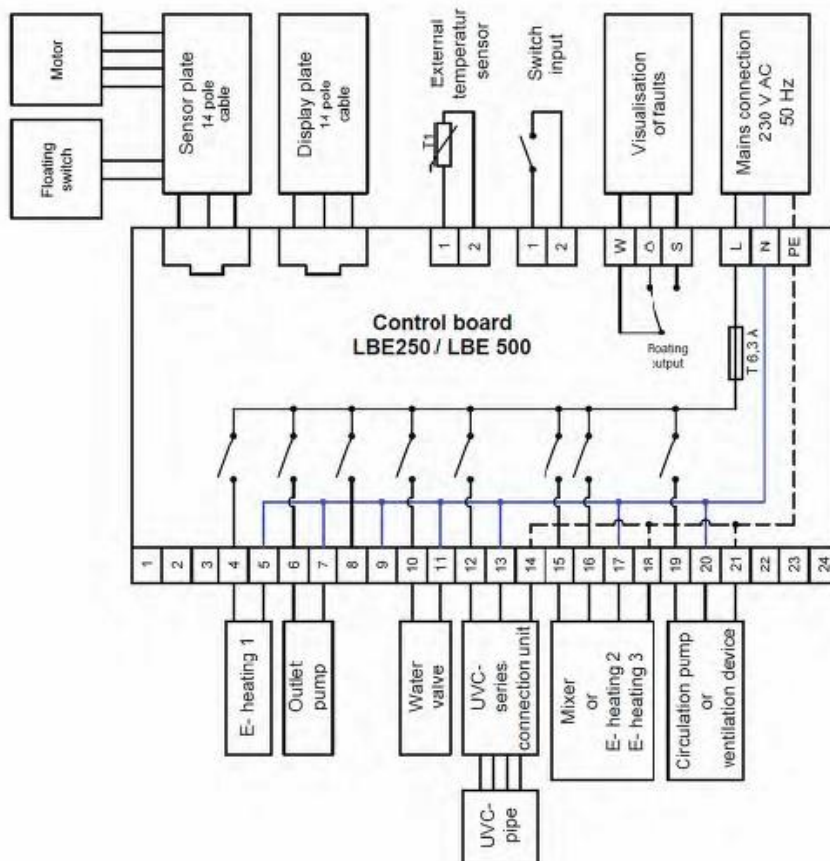 Motor
Floating
switch
Sensor plate
14 pole
cable
Display plate
14 pole
cable
External
temperatur
sensor
T1
Switch
input
Visualisation
of faults
Mains connection
230 V AC
50 Hz
1
2
1
2
W
S
L
N
PE
Control board
LBE250 / LBE 500
T 6,3 A
1
2
3
4
5
6
7
8
9
10
11
12
13
14
15
16
17
18
19
20
21
22
23
24
E- heating 1
Outlet
pump
Water
valve
UVC-
series
connection unit
UVC-
pipe
Mixer
or
E- heating 2
E- heating 3
Circulation pump
or
ventilation device